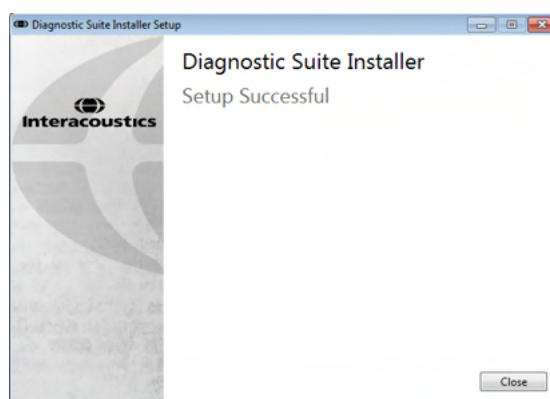 Diagnostic Suite Installer Setup
Diagnostic Suite Installer
Setup Successful
Interacoustics
Close